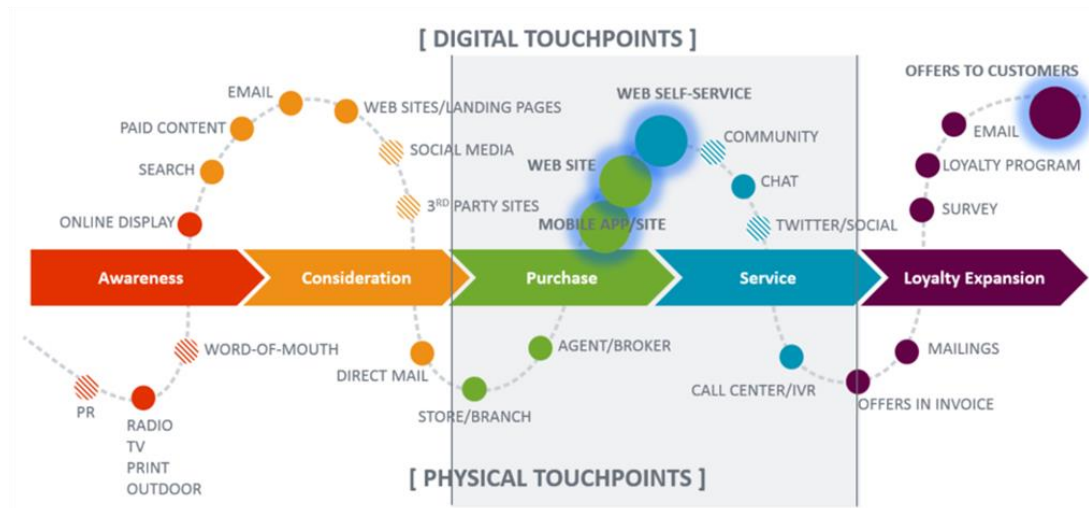 [ DIGITAL TOUCHPOINTS ]
OFFERS TO CUSTOMERS
EMAIL
WEB SELF-SERVICE
WEB SITES/LANDING PAGES
PAID CONTENT
EMAIL
COMMUNITY
SOCIAL MEDIA
WEB SITE
LOYALTY PROGRAM
SEARCH
CHAT
3RD PARTY SITES
SURVEY
ONLINE DISPLAY
MOBILE APP/SITE
TWITTER/SOCIAL
Awareness
Consideration
Purchase
Service
Loyalty Expansion
WORD-OF-MOUTH
AGENT/BROKER
MAILINGS
DIRECT MAIL
CALL CENTER/IVR
PR
STORE/BRANCH
OFFERS IN INVOICE
RADIO
TV
PRINT
OUTDOOR
[ PHYSICAL TOUCHPOINTS ]